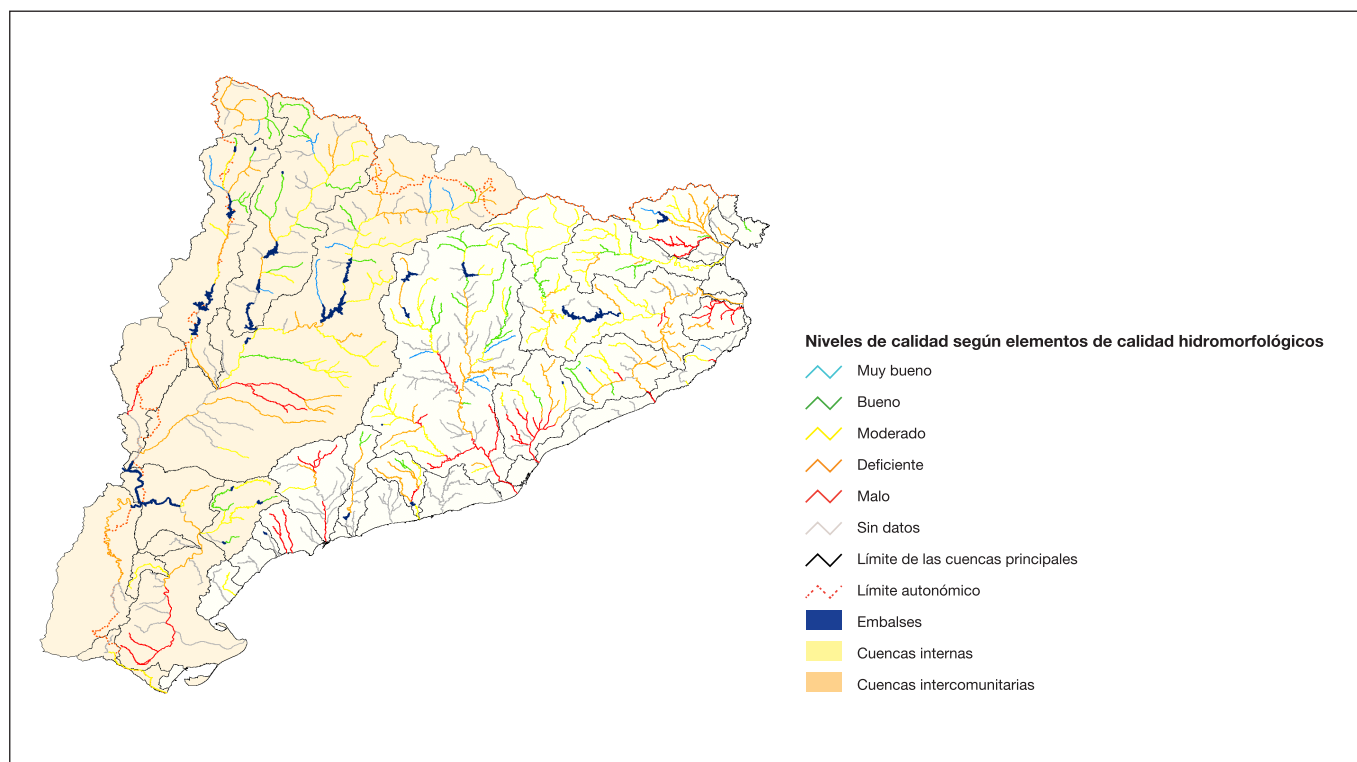 Niveles de calidad según elementos de calidad hidromorfológicos
Muy bueno
Bueno
Moderado
Deficiente
Malo
Sin datos
Límite de las cuencas principales
Límite autonómico
Embalses
Cuencas internas
Cuencas intercomunitarias